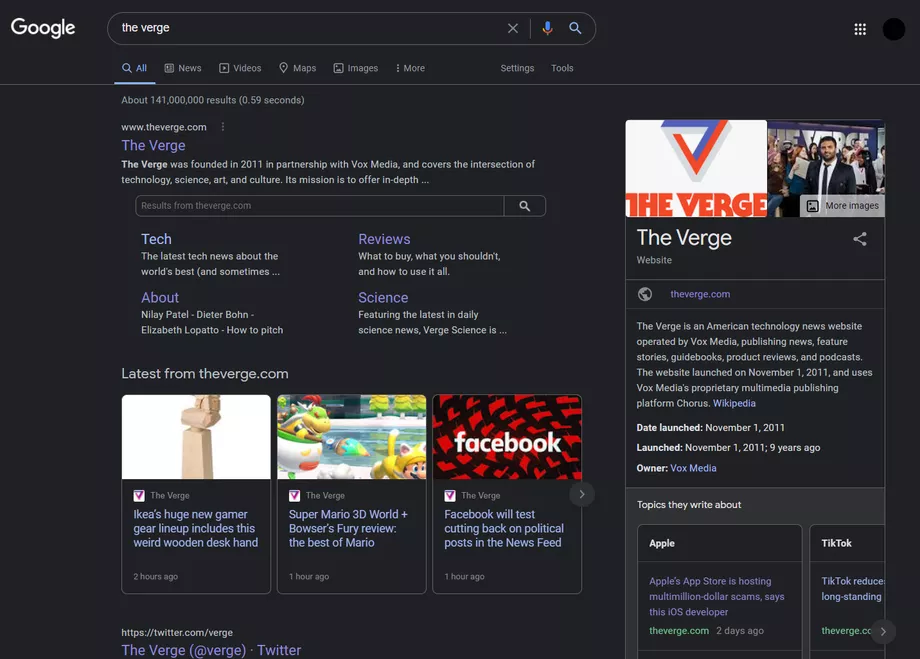 Google
the verge
All
News
Videos
Maps
Images
More
Settings
Tools
About 141,000,000 results (0.59 seconds)
www.theverge.com
The Verge
The Verge was founded in 2011 in partnership with Vox Media, and covers the intersection of
technology, science, art, and culture. Its mission is to offer in-depth ...
Results from theverge.com
Tech
The latest tech news about the
world's best (and sometimes ...
Reviews
What to buy, what you shouldn't,
and how to use it all.
About
Nilay Patel - Dieter Bohn -
Elizabeth Lopatto - How to pitch
Science
Featuring the latest in daily
science news, Verge Science is ...
Latest from theverge.com
The Verge
Ikea's huge new gamer
gear lineup includes this
weird wooden desk hand
2 hours ago
The Verge
Super Mario 3D World +
Bowser's Fury review:
the best of Mario
1 hour ago
facebook
The Verge
Facebook will test
cutting back on political
posts in the News Feed
1 hour ago
https://twitter.com/verge
The Verge (@verge) · Twitter
THE VERGE
VERGE
More images
The Verge
Website
theverge.com
The Verge is an American technology news website
operated by Vox Media, publishing news, feature
stories, guidebooks, product reviews, and podcasts.
The website launched on November 1, 2011, and uses
Vox Media's proprietary multimedia publishing
platform Chorus. Wikipedia
Date launched: November 1, 2011
Launched: November 1, 2011; 9 years ago
Owner: Vox Media
Topics they write about
Apple
Apple's App Store is hosting
multimillion-dollar scams, says
this iOS developer
theverge.com 2 days ago
TikTok
TikTok reduce
long-standing
theverge.co